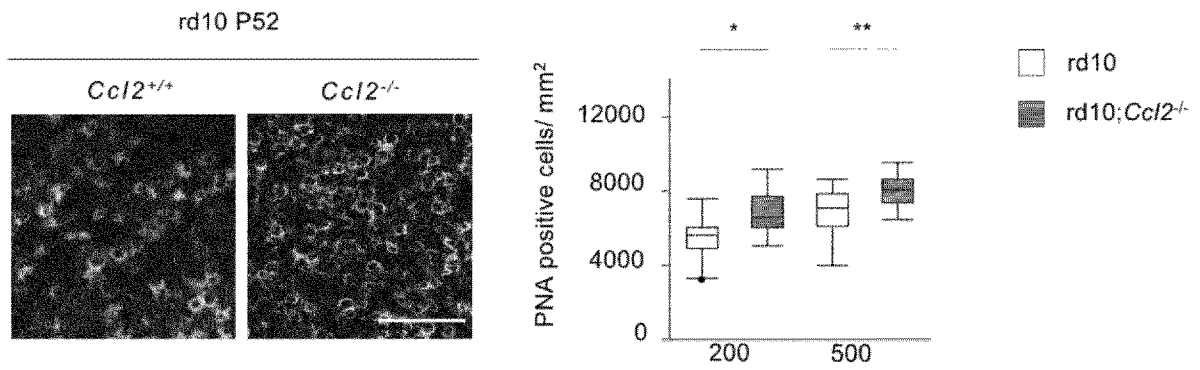 rd10 P52
Ccl2+/+ Ccl2-/-
PNA positive cells/ mm2
* **
12000
8000
4000
0
200 500
rd10
rd10;Ccl2-/-